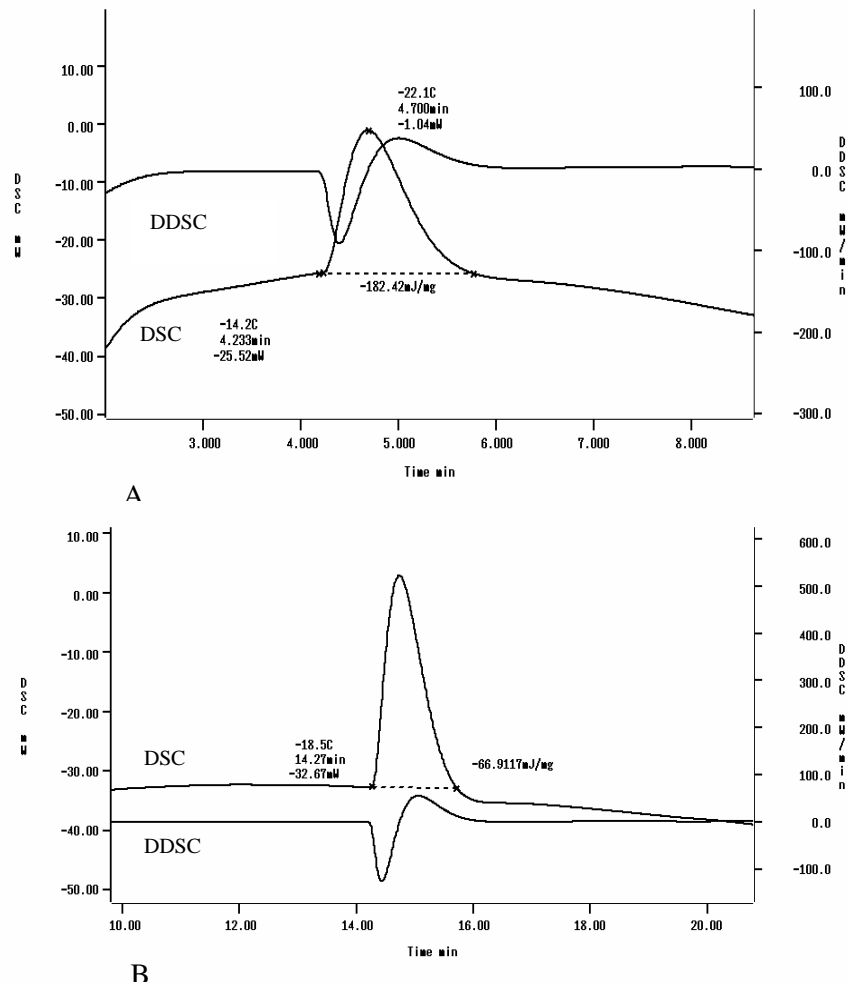 10.00
0.00
-10.00
-20.00
-30.00
-40.00
-50.00
DSC mW
-22.1C
4.700min
-1.04mW
DDSC
-182.42mJ/mg
-14.2C
4.233min
-25.52mW
DSC
100.0
0.0
-100.0
-200.0
-300.0
DDSC mW/min
3.000 4.000 5.000 6.000 7.000 8.000
Time min
A
10.00
0.00
-10.00
-20.00
-30.00
-40.00
-50.00
DSC mW
-18.5C
14.27min
-32.67mW
DSC
-66.9117mJ/mg
DDSC
600.0
500.0
400.0
300.0
200.0
100.0
0.0
-100.0
DDSC mW/min
10.00 12.00 14.00 16.00 18.00 20.00
Time min
B